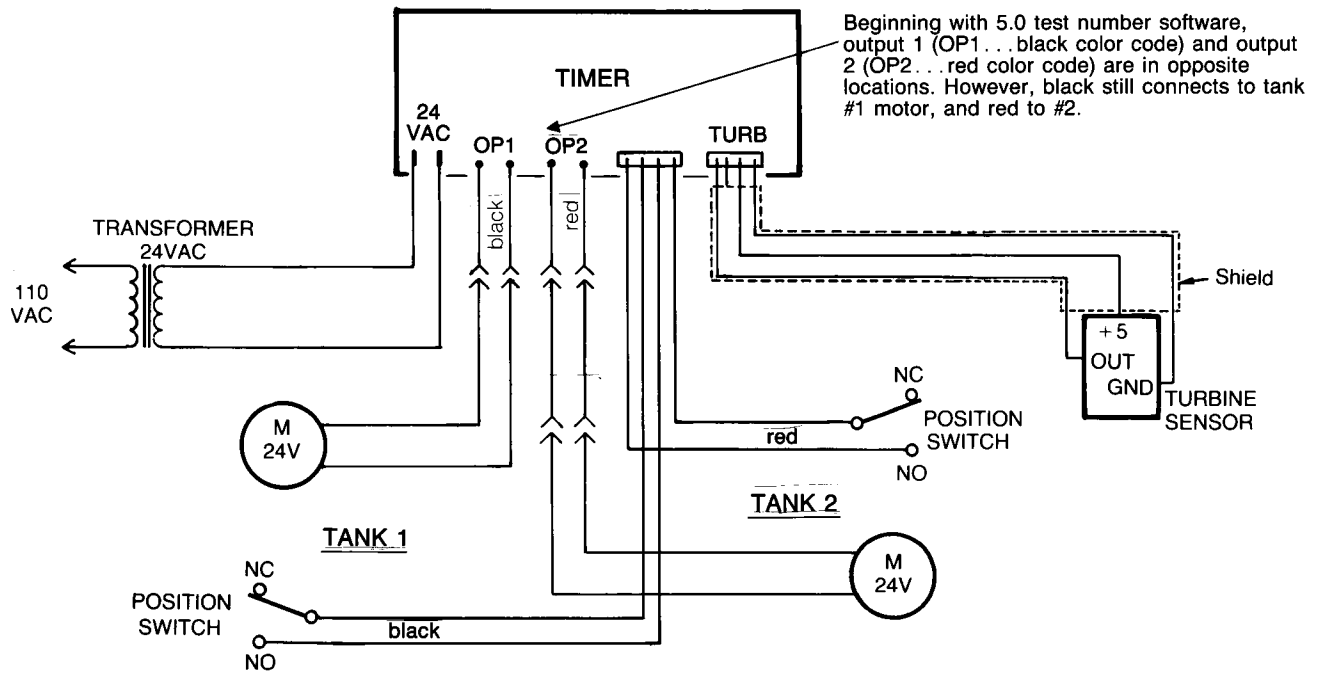 Beginning with 5.0 test number software,
output 1 (OP1...black color code) and output
2 (OP2...red color code) are in opposite
locations. However, black still connects to tank
#1 motor, and red to #2.
TIMER
24
VAC
OP1
OP2
TURB
black
red
TRANSFORMER
24VAC
110
VAC
Shield
+5
OUT
GND
TURBINE
SENSOR
NC
POSITION
SWITCH
red
NO
M
24V
TANK 2
TANK 1
M
24V
NC
POSITION
SWITCH
black
NO